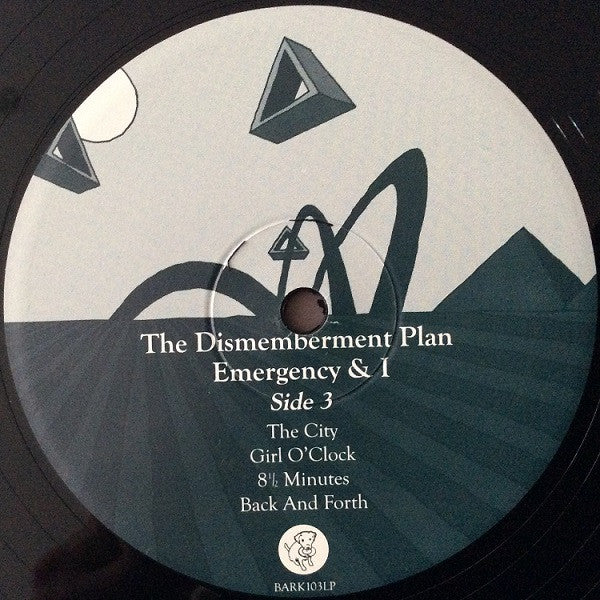 The Dismemberment Plan
Emergency & I
Side 3
The City
Girl O'Clock
8½ Minutes
Back And Forth
BARK103LP